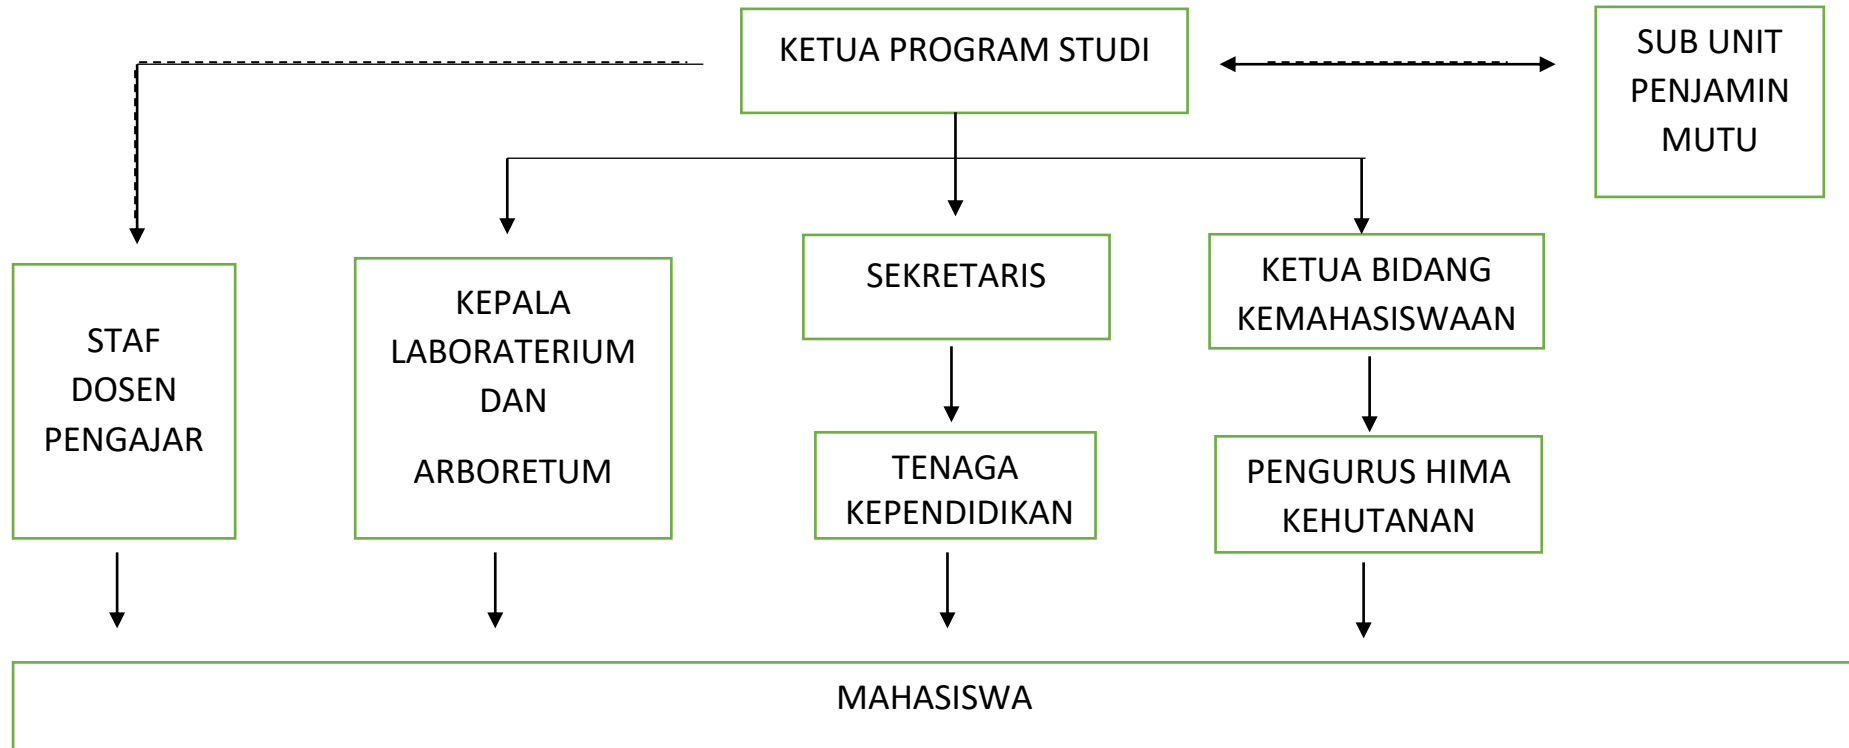 KETUA PROGRAM STUDI
SUB UNIT
PENJAMIN
MUTU
STAF
DOSEN
PENGAJAR
KEPALA
LABORATERIUM
DAN
ARBORETUM
SEKRETARIS
KETUA BIDANG
KEMAHASISWAAN
TENAGA
KEPENDIDIKAN
PENGURUS HIMA
KEHUTANAN
MAHASISWA